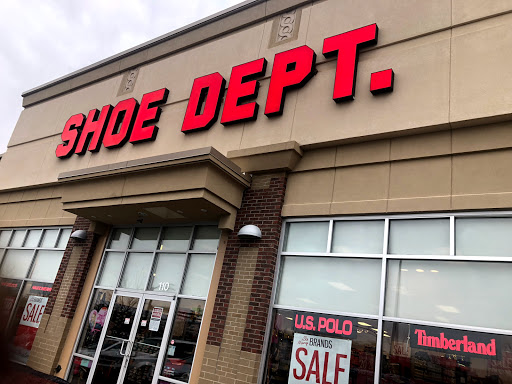 SHOE DEPT.
110
U.S. POLO
BRANDS
SALE
Timberland
SALE